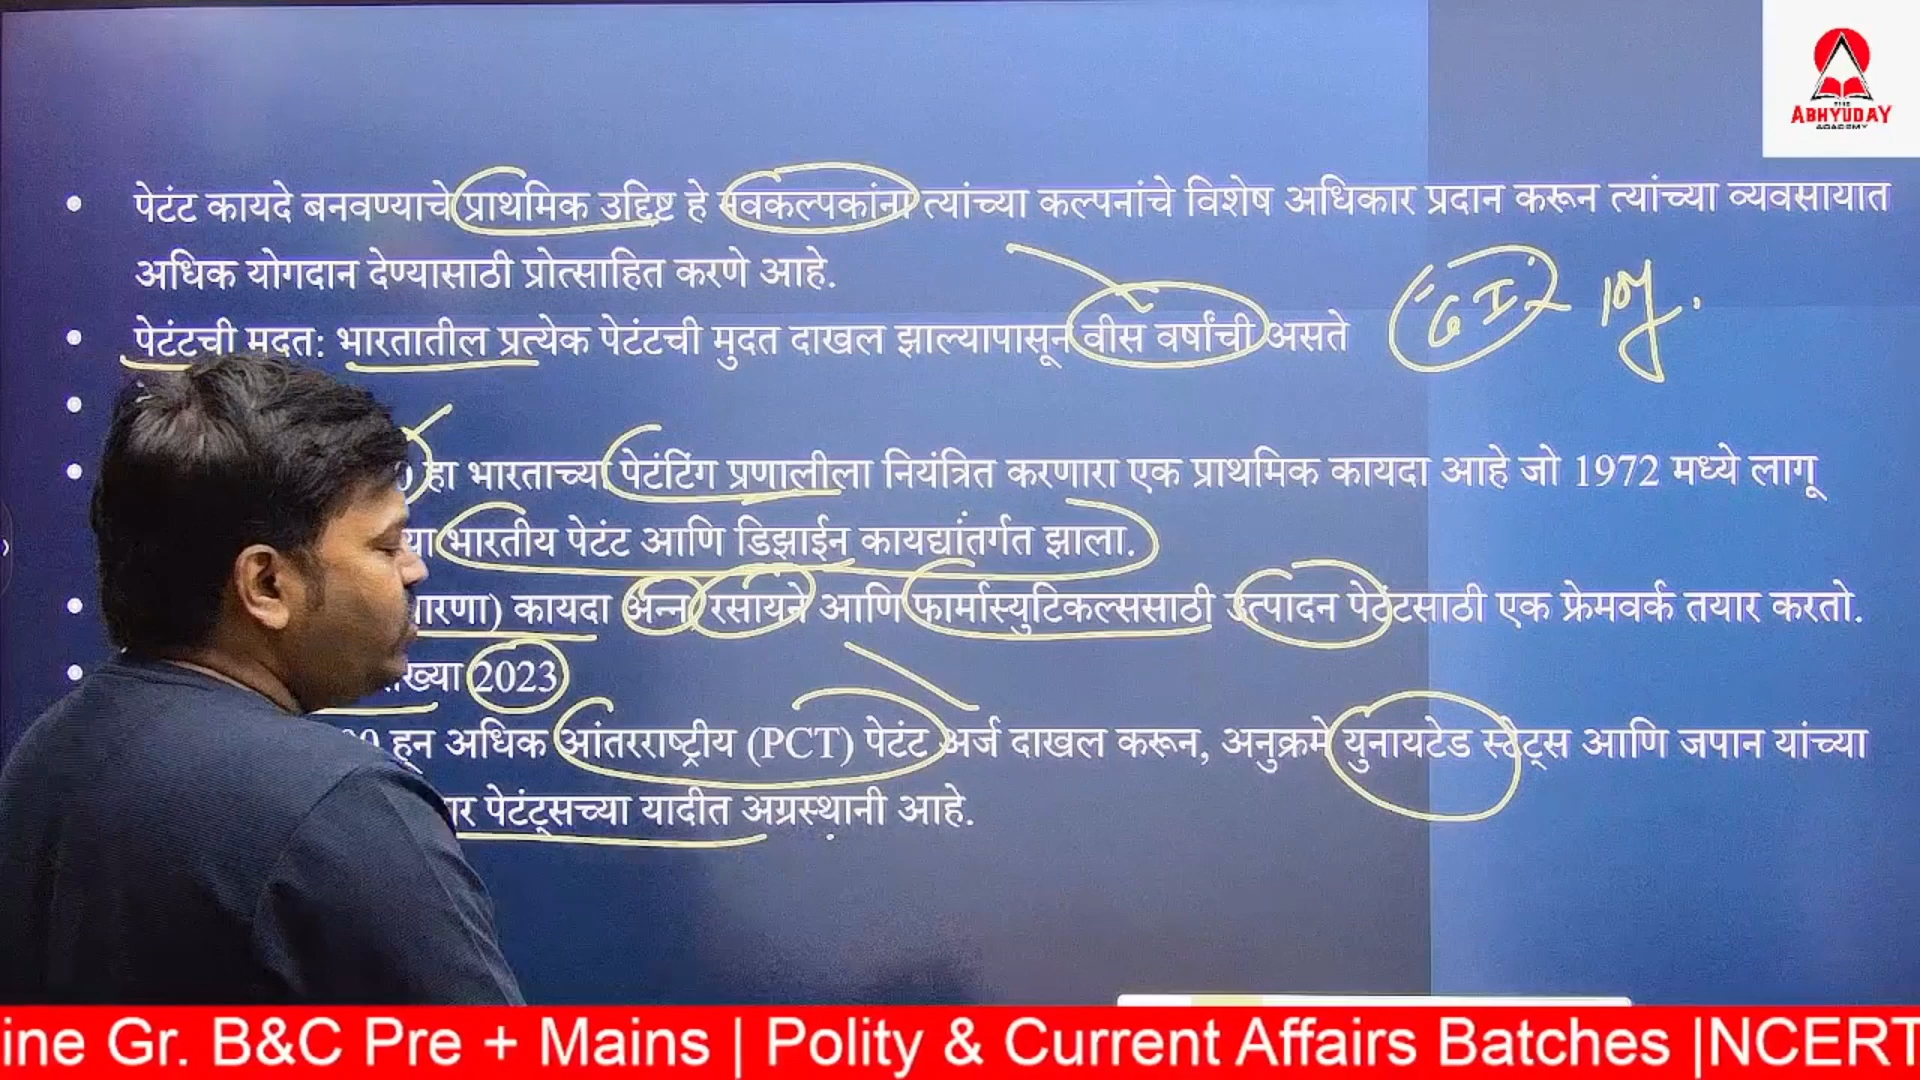 THE
ABHYUDAY
ACADEMY
पेटंट कायदे बनवण्याचे प्राथमिक उद्दिष्ट हे नवकल्पकांना त्यांच्या कल्पनांचे विशेष अधिकार प्रदान करून त्यांच्या व्यवसायात
अधिक योगदान देण्यासाठी प्रोत्साहित करणे आहे.
पेटंटची मुदत: भारतातील प्रत्येक पेटंटची मुदत दाखल झाल्यापासून वीस वर्षांची असते
GI 10y.
हा भारताच्या पेटंटिंग प्रणालीला नियंत्रित करणारा एक प्राथमिक कायदा आहे जो 1972 मध्ये लागू
भारतीय पेटंट आणि डिझाईन कायद्यांतर्गत झाला.
कायदा अन्न रसायने आणि फार्मास्युटिकल्ससाठी उत्पादन पेटंटसाठी एक फ्रेमवर्क तयार करतो.
2023
हून अधिक आंतरराष्ट्रीय (PCT) पेटंट अर्ज दाखल करून, अनुक्रमे युनायटेड स्टेट्स आणि जपान यांच्या
पेटंट्सच्या यादीत अग्रस्थानी आहे.
ine Gr. B&C Pre + Mains | Polity & Current Affairs Batches |NCERT